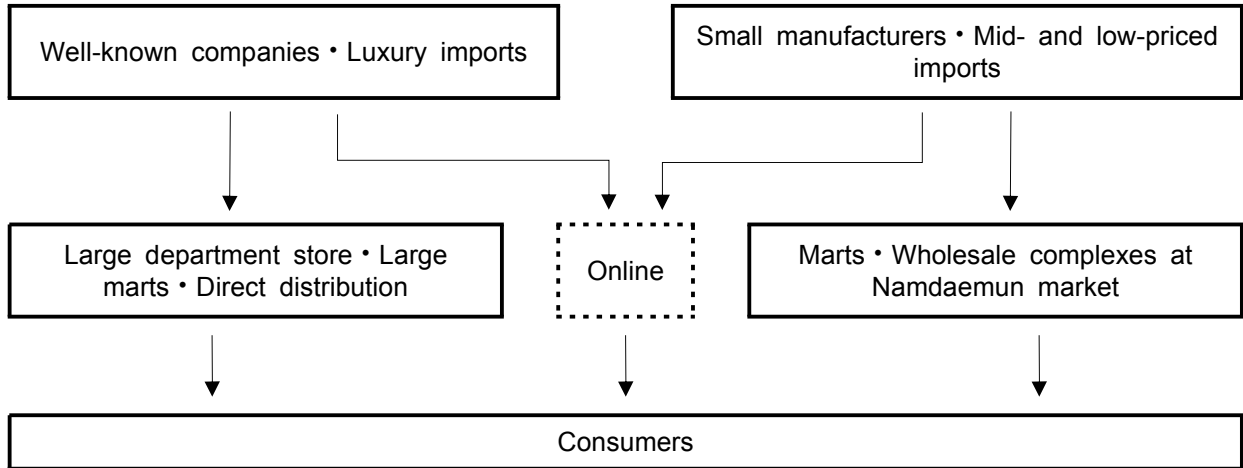 Well-known companies・Luxury imports
Small manufacturers・Mid- and low-priced
imports
Large department store・Large
marts・Direct distribution
Online
Marts・Wholesale complexes at
Namdaemun market
Consumers